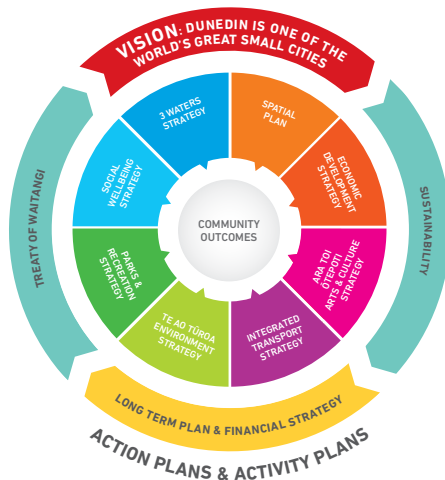 VISION: DUNEDIN IS ONE OF THE
WORLD'S GREAT SMALL CITIES
3 WATERS
STRATEGY
SPATIAL
PLAN
ECONOMIC
DEVELOPMENT
STRATEGY
ARA TOI
ŌTEPOTI
ARTS & CULTURE
STRATEGY
INTEGRATED
TRANSPORT
STRATEGY
TE AO TŪROA
ENVIRONMENT
STRATEGY
PARKS &
RECREATION
STRATEGY
SOCIAL
WELLBEING
STRATEGY
COMMUNITY
OUTCOMES
TREATY OF WAITANGI
SUSTAINABILITY
LONG TERM PLAN & FINANCIAL STRATEGY
ACTION PLANS & ACTIVITY PLANS